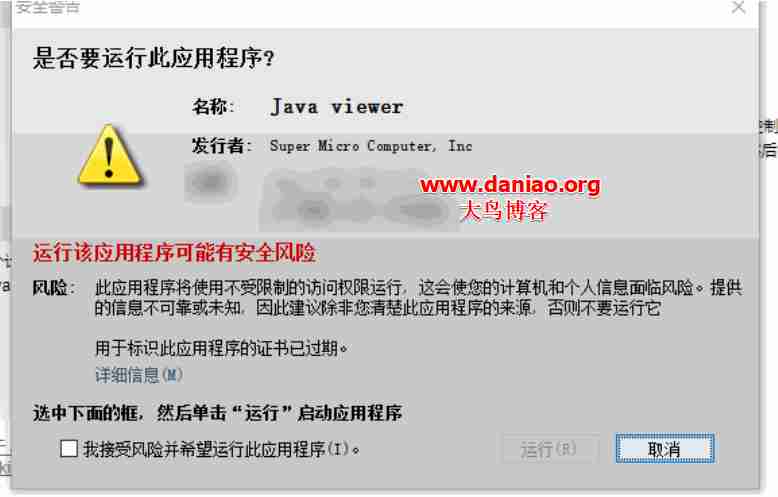 安全警告
是否要运行此应用程序?
名称: Java viewer
发行者: Super Micro Computer, Inc
www.daniao.org
大鸟博客
运行该应用程序可能有安全风险
风险: 此应用程序将使用不受限制的访问权限运行, 这会使您的计算机和个人信息面临风险。提供
的信息不可靠或未知, 因此建议除非您清楚此应用程序的来源, 否则不要运行它
用于标识此应用程序的证书已过期。
详细信息(M)
选中下面的框, 然后单击“运行”启动应用程序
我接受风险并希望运行此应用程序(I)。
运行(R) 取消